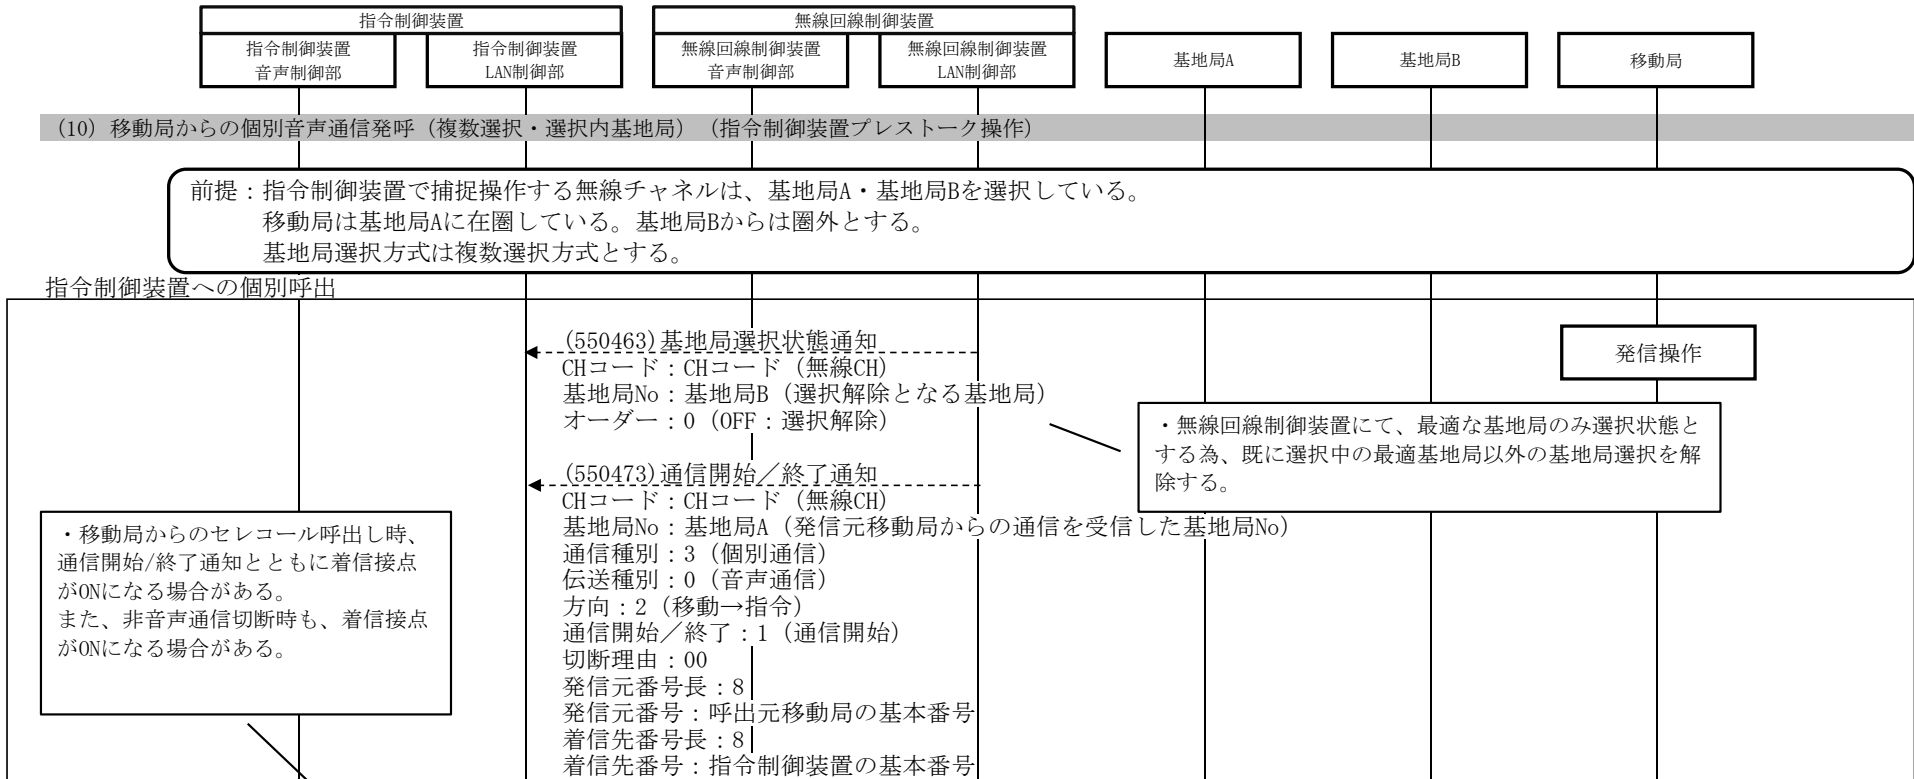 指令制御装置
無線回線制御装置
指令制御装置
音声制御部
指令制御装置
LAN制御部
無線回線制御装置
音声制御部
無線回線制御装置
LAN制御部
基地局A
基地局B
移動局
(10) 移動局からの個別音声通信発呼（複数選択・選択内基地局）（指令制御装置プレストーク操作）
前提：指令制御装置で捕捉操作する無線チャネルは、基地局A・基地局Bを選択している。
移動局は基地局Aに在圏している。基地局Bからは圏外とする。
基地局選択方式は複数選択方式とする。
指令制御装置への個別呼出
(550463)基地局選択状態通知
CHコード：CHコード（無線CH）
基地局No：基地局B（選択解除となる基地局）
オーダー：0（OFF：選択解除）
発信操作
・無線回線制御装置にて、最適な基地局のみ選択状態と
する為、既に選択中の最適基地局以外の基地局選択を解
除する。
(550473)通信開始／終了通知
CHコード：CHコード（無線CH）
基地局No：基地局A（発信元移動局からの通信を受信した基地局No）
通信種別：3（個別通信）
伝送種別：0（音声通信）
方向：2（移動→指令）
通信開始／終了：1（通信開始）
切断理由：00
発信元番号長：8
発信元番号：呼出元移動局の基本番号
着信先番号長：8
着信先番号：指令制御装置の基本番号
・移動局からのセレコール呼出し時、
通信開始/終了通知とともに着信接点
がONになる場合がある。
また、非音声通信切断時も、着信接点
がONになる場合がある。